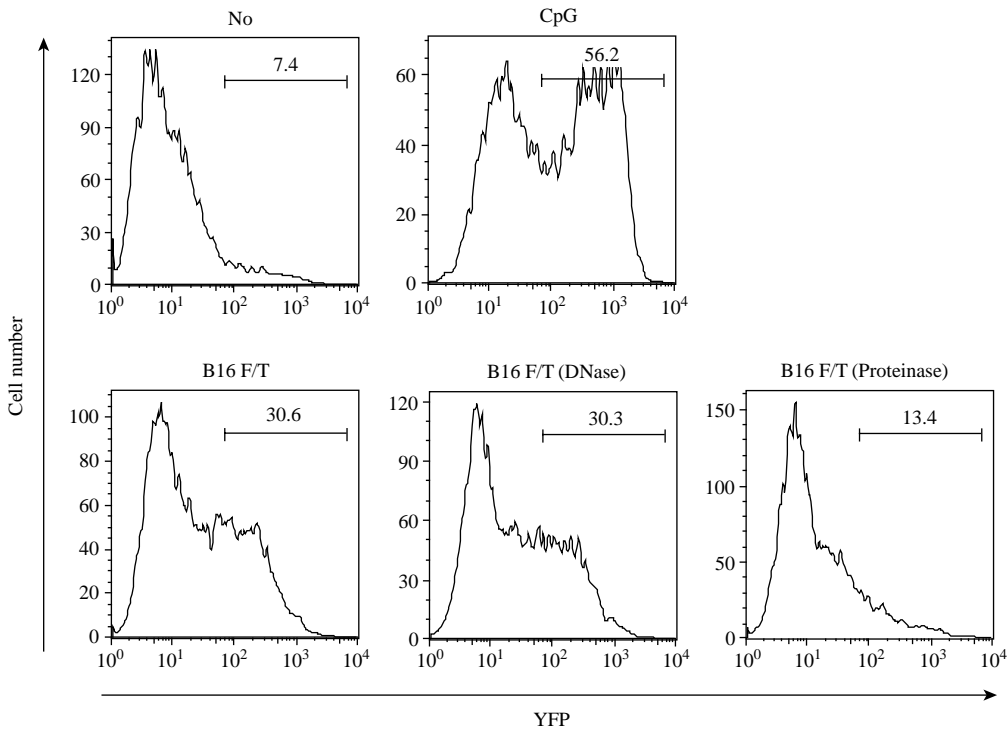 No
CpG
7.4
56.2
120
90
60
30
0
60
40
20
0
10⁰ 10¹ 10² 10³ 10⁴
10⁰ 10¹ 10² 10³ 10⁴
Cell number
B16 F/T
B16 F/T (DNase)
B16 F/T (Proteinase)
30.6
30.3
13.4
100
80
60
40
20
0
120
90
60
30
0
150
100
50
0
10⁰ 10¹ 10² 10³ 10⁴
10⁰ 10¹ 10² 10³ 10⁴
10⁰ 10¹ 10² 10³ 10⁴
YFP